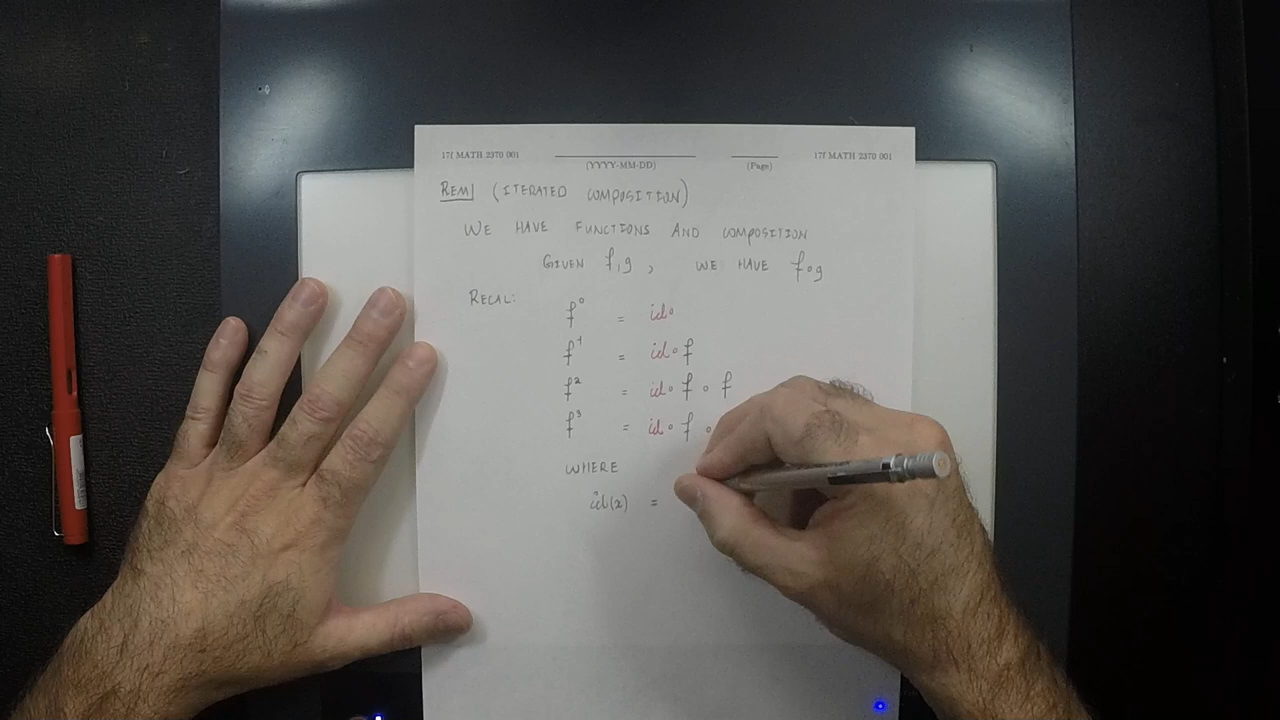 17f MATH 2370 001 (YYYY-MM-DD) (Page) 17f MATH 2370 001
REM (ITERATED COMPOSITION)
WE HAVE FUNCTIONS AND COMPOSITION
GIVEN f,g, WE HAVE f∘g
RECAL:
f⁰ = id∘
f¹ = id∘f
f² = id∘f∘f
f³ = id∘f∘
WHERE
id(x) =